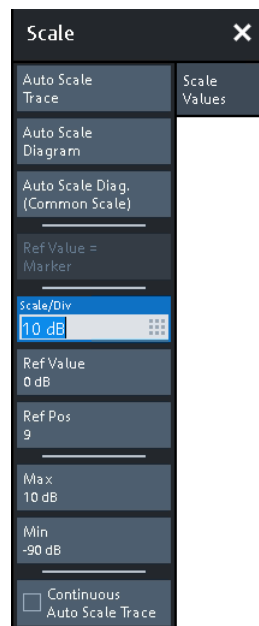 Scale
Auto Scale
Trace
Scale
Values
Auto Scale
Diagram
Auto Scale Diag.
(Common Scale)
Ref Value =
Marker
Scale/Div
10 dB
Ref Value
0 dB
Ref Pos
9
Max
10 dB
Min
-90 dB
Continuous
Auto Scale Trace